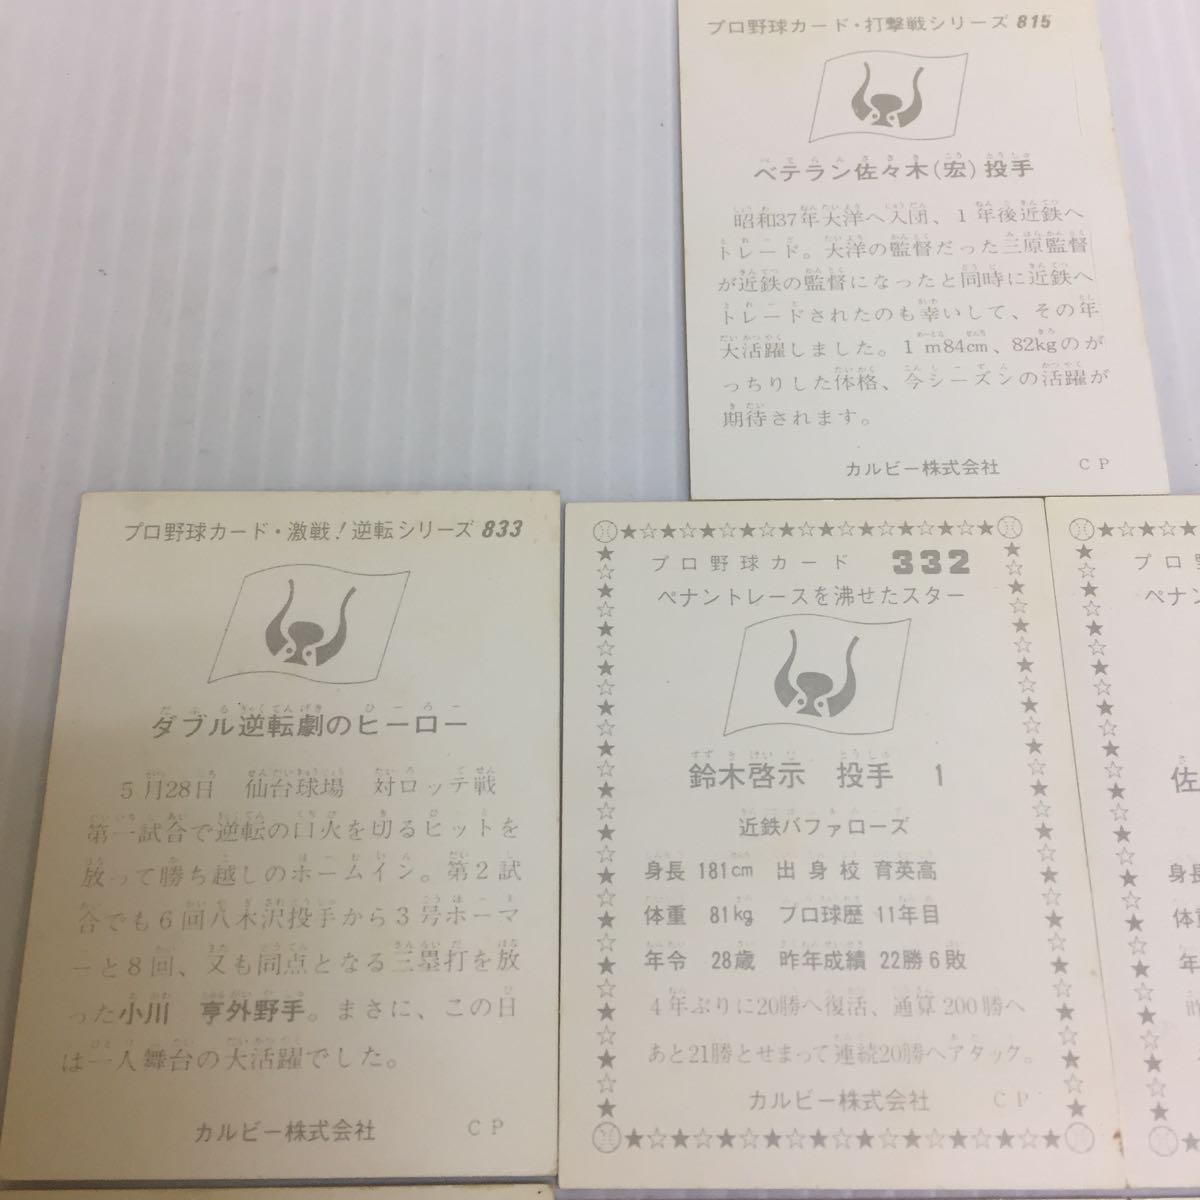 プロ野球カード・打撃戦シリーズ 815
ベテラン佐々木(宏)投手
昭和37年大洋へ入団、1年後近鉄へ
トレード。大洋の監督だった三原監督
が近鉄の監督になったと同時に近鉄へ
トレードされたのも幸いして、その年
大活躍しました。1m84cm、82kgのが
っちりした体格、今シーズンの活躍が
期待されます。
カルビー株式会社 CP
プロ野球カード・激戦!逆転シリーズ 833
ダブル逆転劇のヒーロー
5月28日 仙台球場 対ロッテ戦
第一試合で逆転の口火を切るヒットを
放って勝ち越しのホームイン。第2試
合でも6回八木沢投手から3号ホーマ
ーと8回、又も同点となる三塁打を放
った小川 亨外野手。まさに、この日
は一人舞台の大活躍でした。
カルビー株式会社 CP
プロ野球カード 332
ペナントレースを沸せたスター
鈴木啓示 投手 1
近鉄バファローズ
身長 181cm 出身校 育英高
体重 81kg プロ球歴 11年目
年令 28歳 昨年成績 22勝6敗
4年ぶりに20勝へ復活、通算200勝へ
あと21勝とせまって連続20勝へアタック。
カルビー株式会社 CP
プロ野
ペナン
佐
身長
体重
年